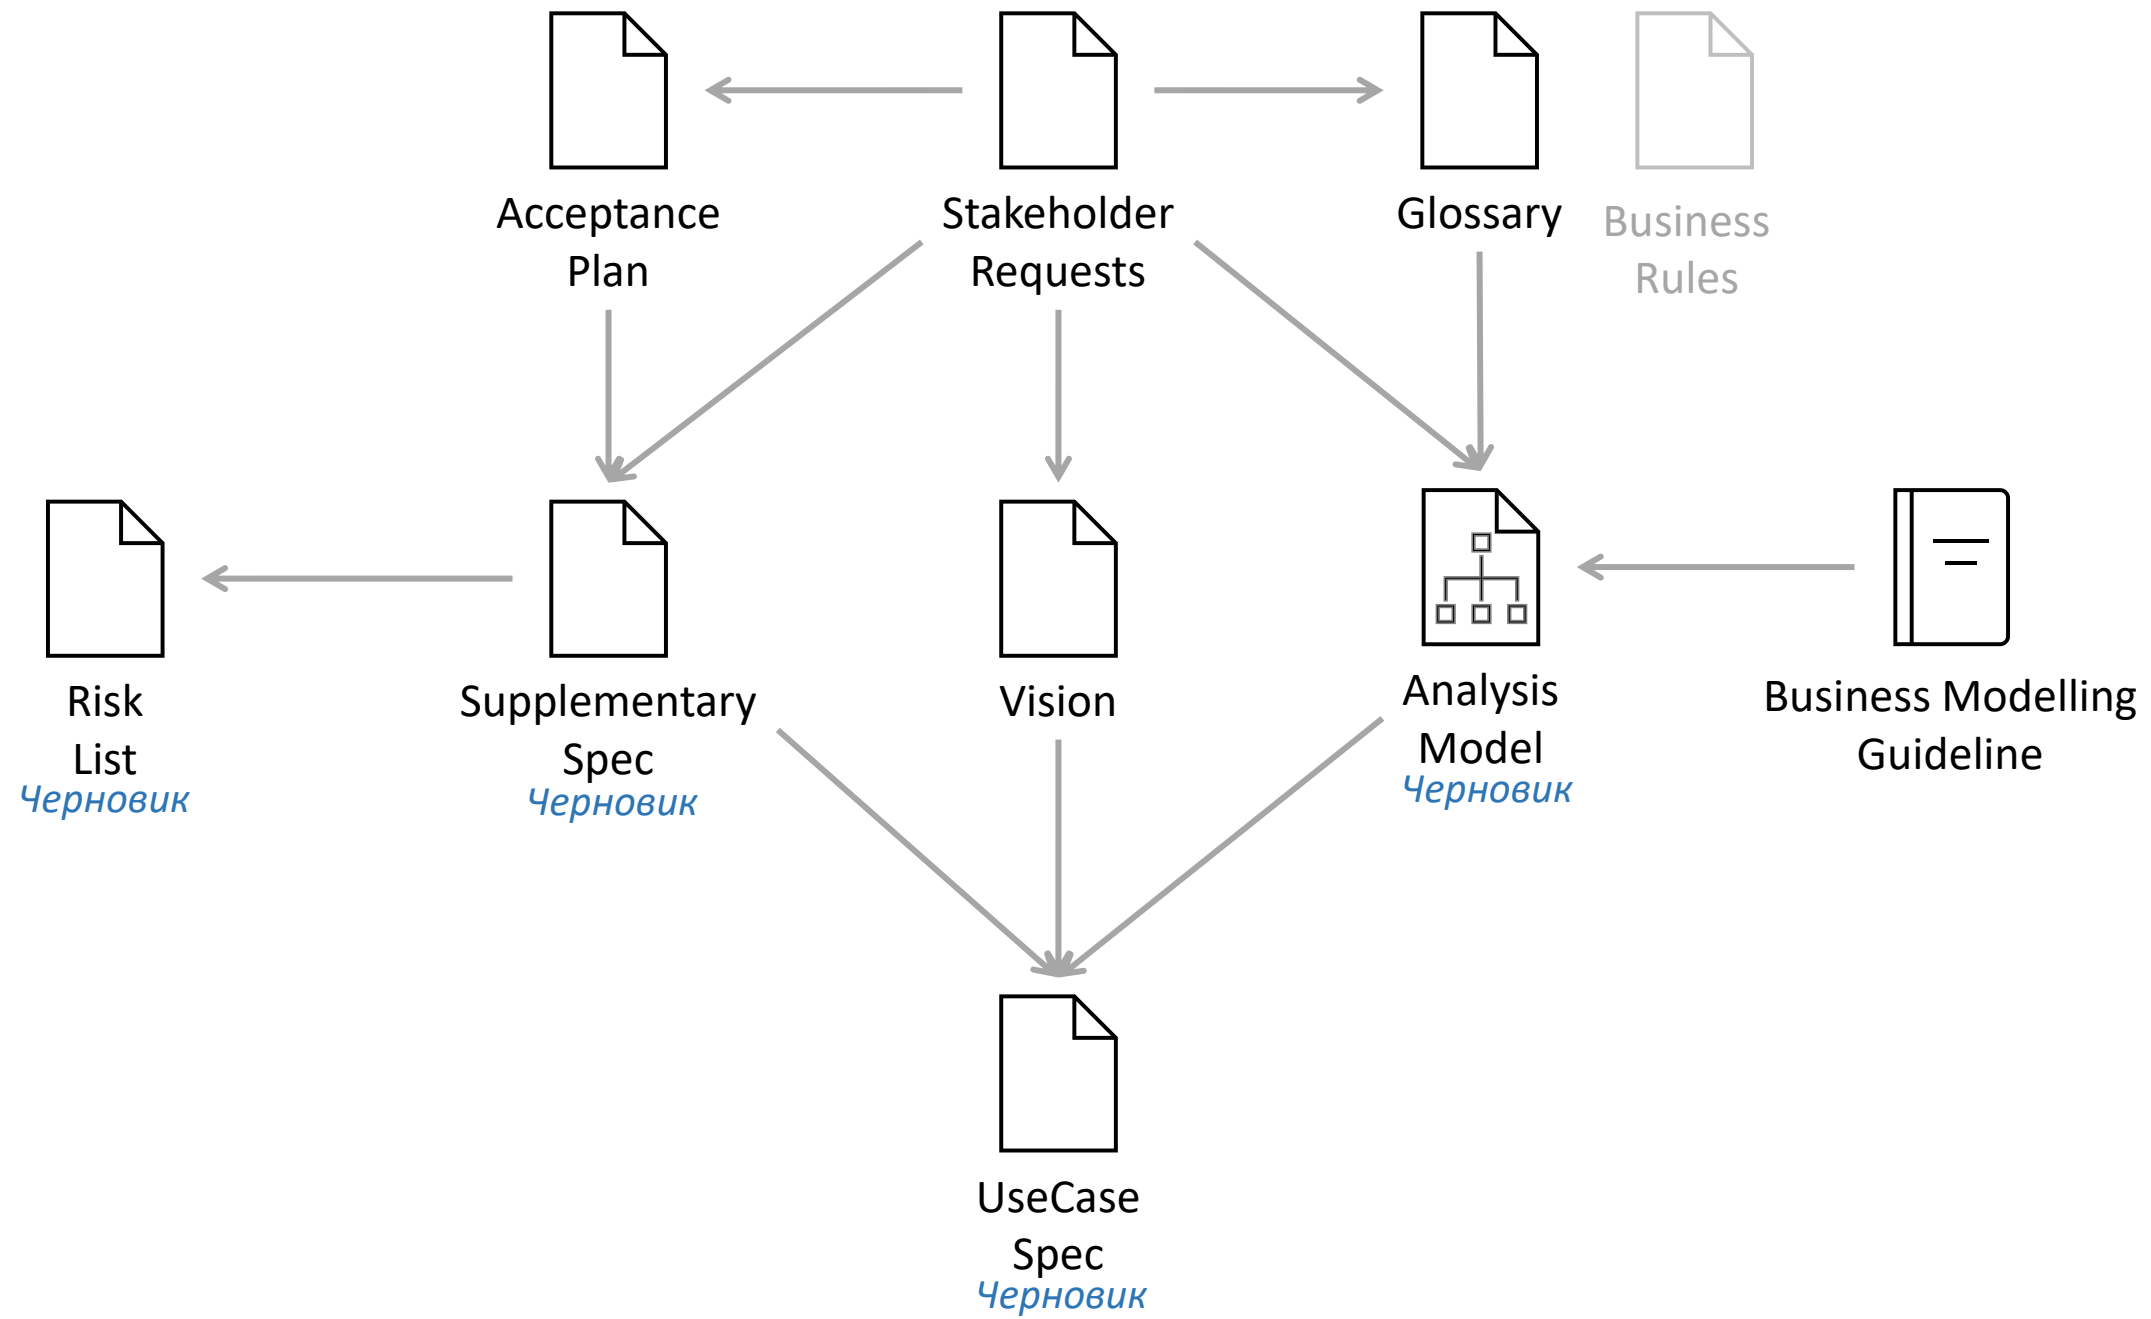 Acceptance
Plan
Stakeholder
Requests
Glossary
Business
Rules
Risk
List
Черновик
Supplementary
Spec
Черновик
Vision
Analysis
Model
Черновик
Business Modelling
Guideline
UseCase
Spec
Черновик